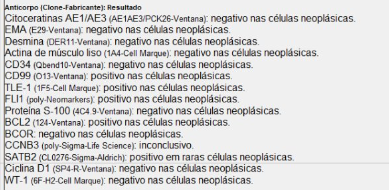 Anticorpo (Clone-Fabricante): Resultado
Citoceratinas AE1/AE3 (AE1AE3/PCK26-Ventana): negativo nas células neoplásicas.
EMA (E29-Ventana): negativo nas células neoplásicas.
Desmina (DER11-Ventana): negativo nas células neoplásicas.
Actina de músculo liso (1A4-Cell Marque): negativo nas células neoplásicas.
CD34 (Qbend10-Ventana): negativo nas células neoplásicas.
CD99 (O13-Ventana): positivo nas células neoplásicas.
TLE-1 (1F5-Cell Marque): positivo nas células neoplásicas.
FLI1 (poly-Neomarkers): positivo nas células neoplásicas.
Proteína S-100 (4C4.9-Ventana): negativo nas células neoplásicas.
BCL2 (124-Ventana): positivo nas células neoplásicas.
BCOR: negativo nas células neoplásicas.
CCNB3 (poly-Sigma-Life Science): inconclusivo.
SATB2 (CL0276-Sigma-Aldrich): positivo em raras células neoplásicas.
Ciclina D1 (SP4-R-Ventana): negativo nas células neoplásicas.
WT-1 (6F-H2-Cell Marque): negativo nas células neoplásicas.